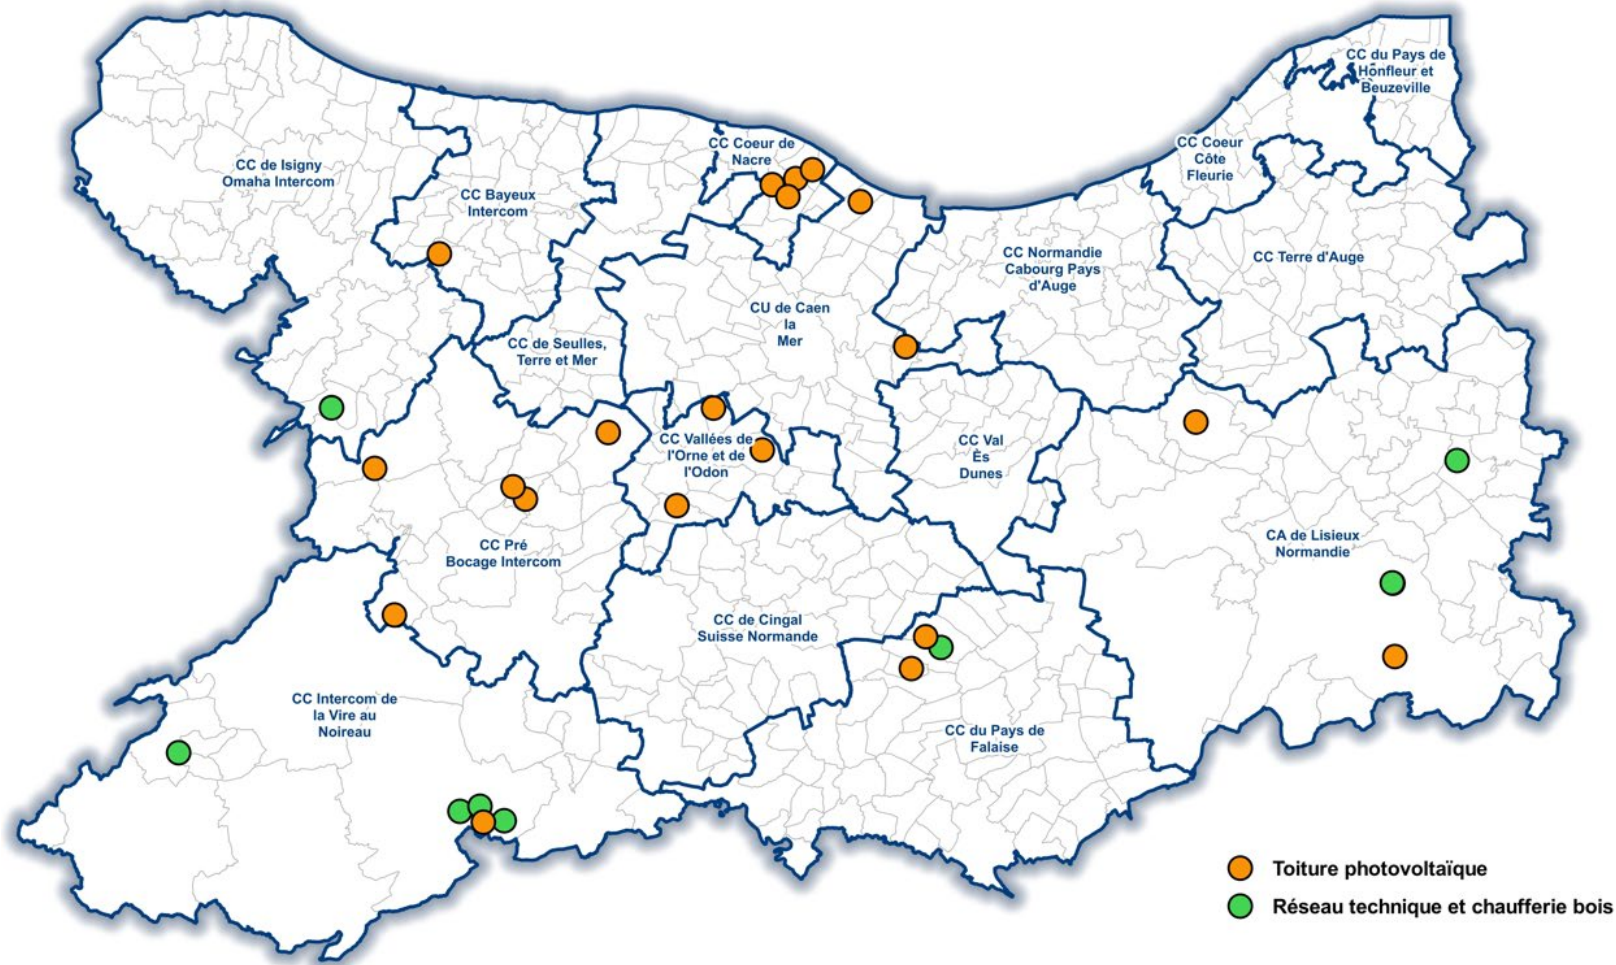 CC du Pays de
Honfleur et
Beuzeville
CC Coeur de
Nacre
CC Coeur
Côte
Fleurie
CC de Isigny
Omaha Intercom
CC Bayeux
Intercom
CC Normandie
Cabourg Pays
d'Auge
CC Terre d'Auge
CU de Caen
la
Mer
CC de Seulles,
Terre et Mer
CC Vallées de
l'Orne et de
l'Odon
CC Val
Ès
Dunes
CC Pré
Bocage Intercom
CA de Lisieux
Normandie
CC de Cingal
Suisse Normande
CC Intercom de
la Vire au
Noireau
CC du Pays de
Falaise
Toiture photovoltaïque
Réseau technique et chaufferie bois